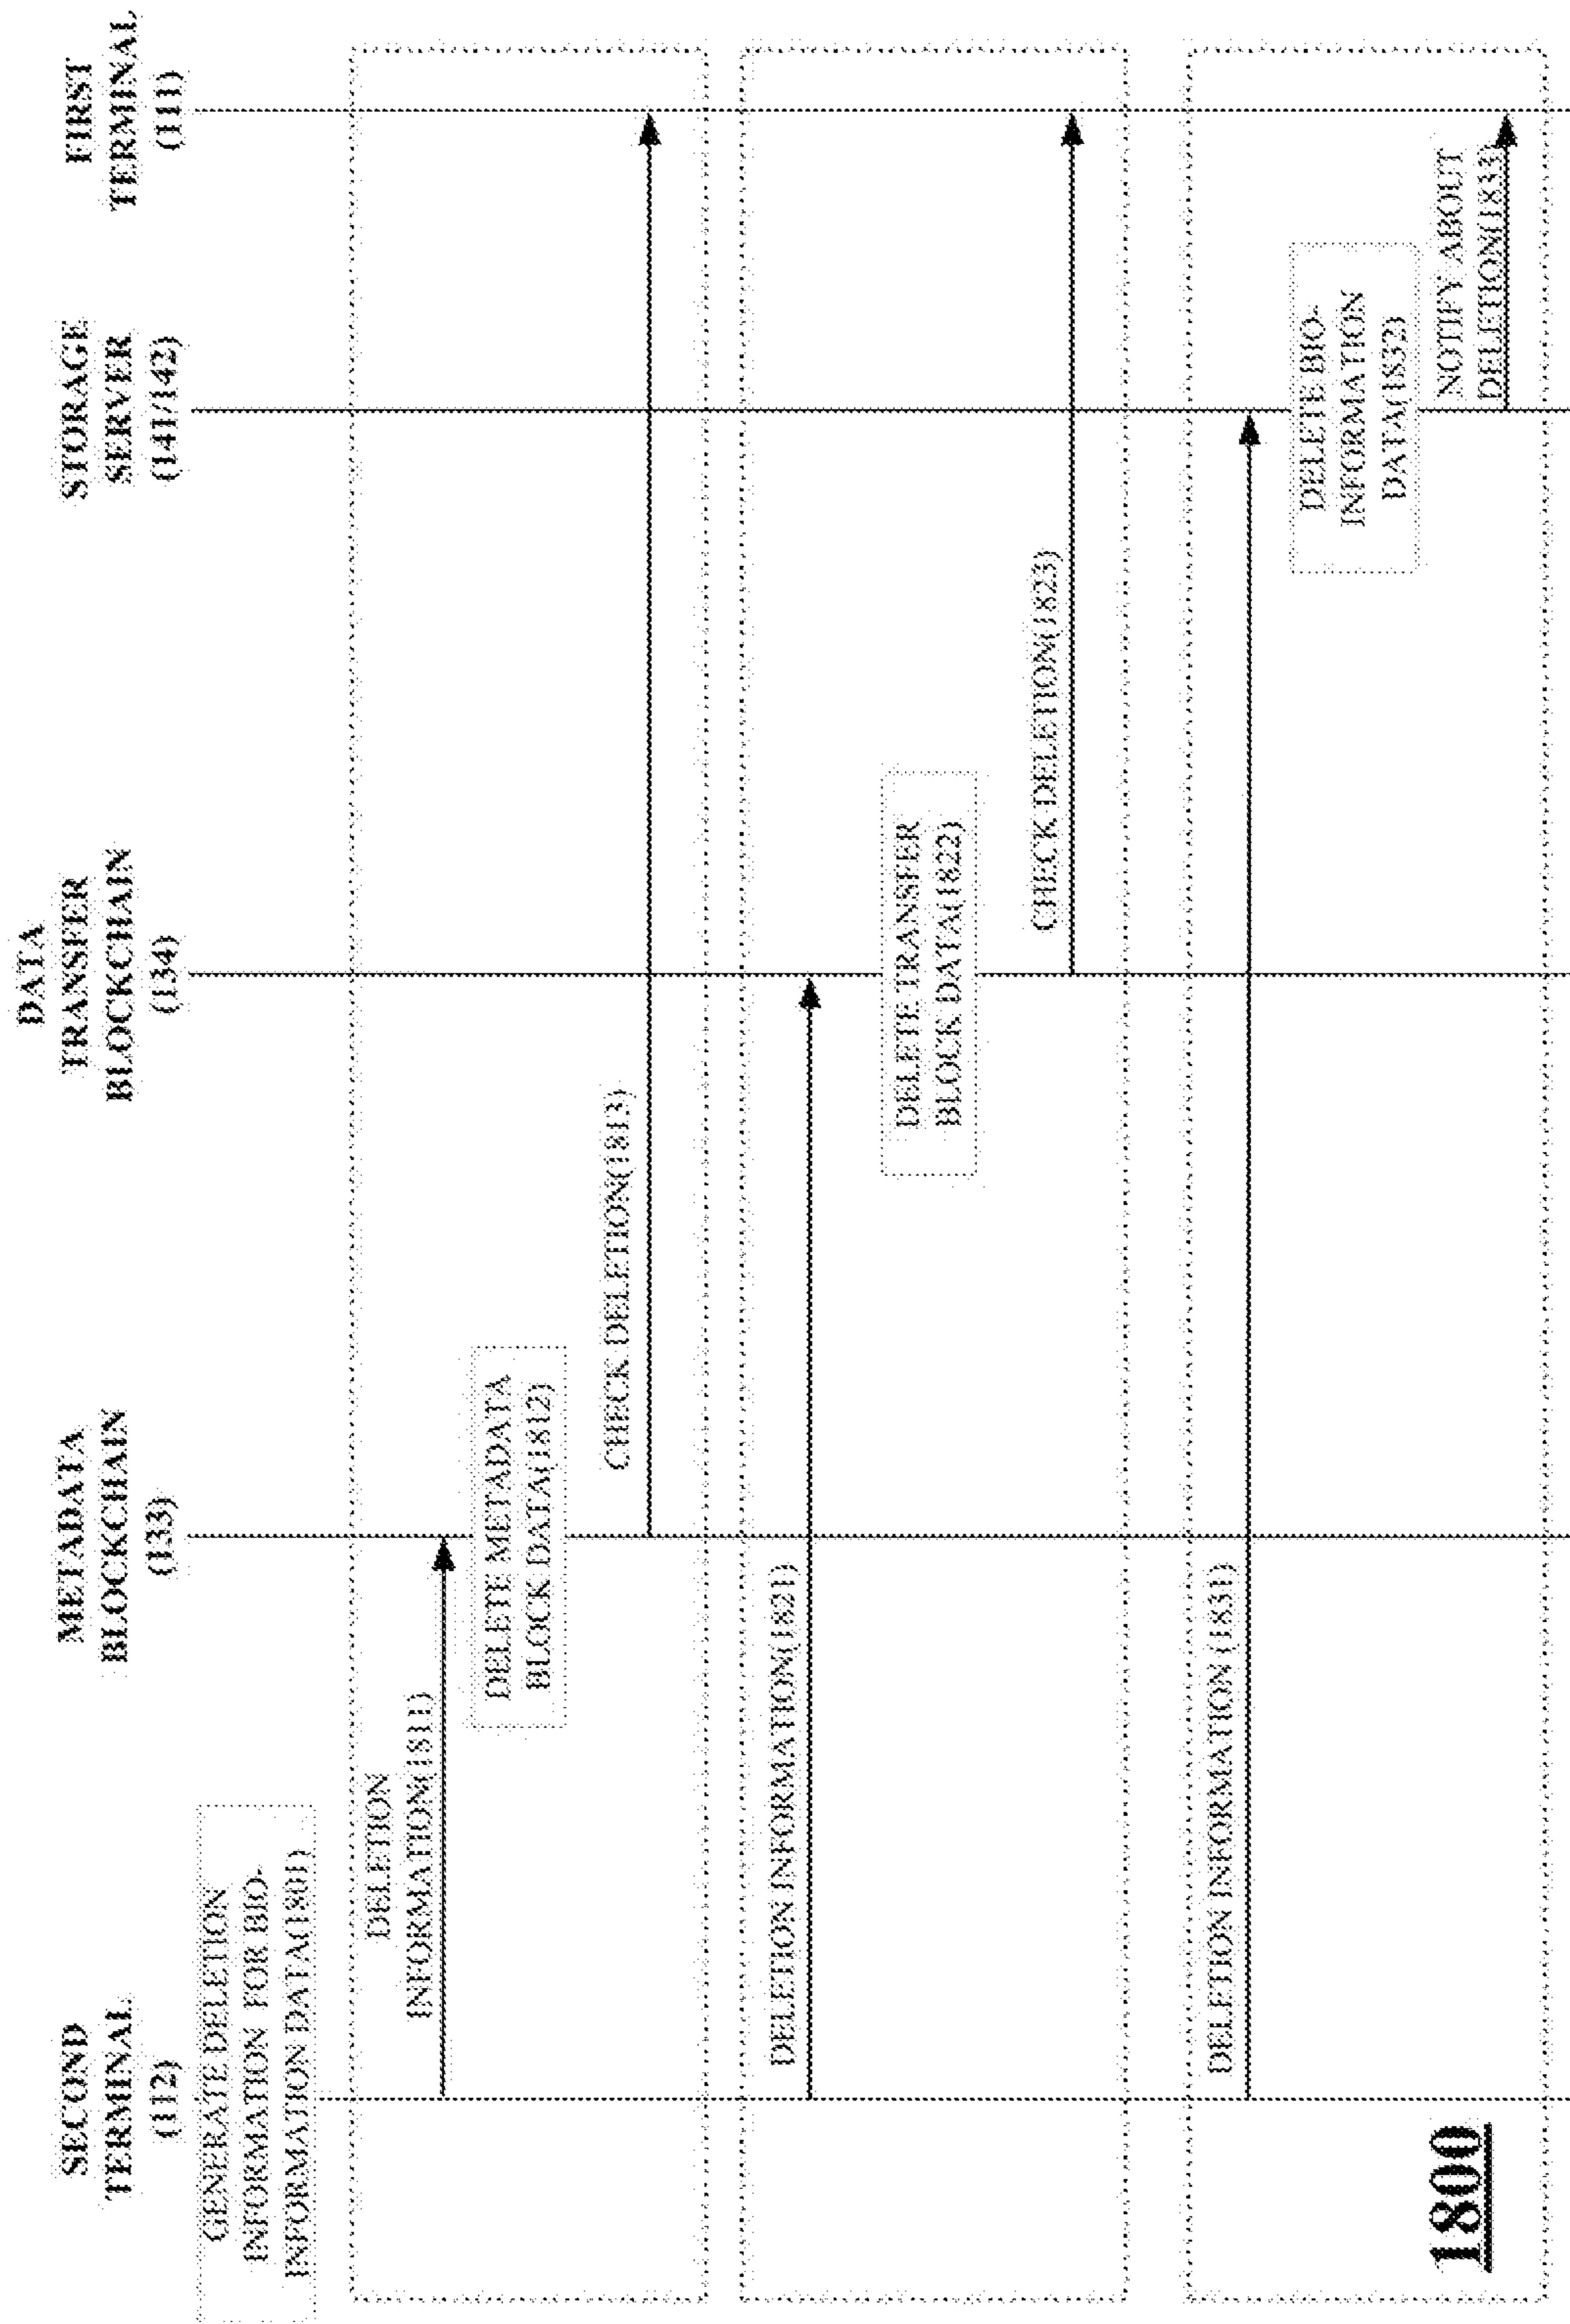 SECOND
TERMINAL
(112)
METADATA
BLOCKCHAIN
(133)
DATA
TRANSFER
BLOCKCHAIN
(134)
STORAGE
SERVER
(141/142)
FIRST
TERMINAL
(111)
GENERATE DELETION
INFORMATION FOR BIO-
INFORMATION DATA(1801)
DELETION
INFORMATION(1811)
DELETE METADATA
BLOCK DATA(1812)
CHECK DELETION(1813)
DELETION INFORMATION(1821)
DELETE TRANSFER
BLOCK DATA(1822)
CHECK DELETION(1823)
DELETION INFORMATION (1831)
DELETE BIO-
INFORMATION
DATA(1832)
NOTIFY ABOUT
DELETION(1833)
1800